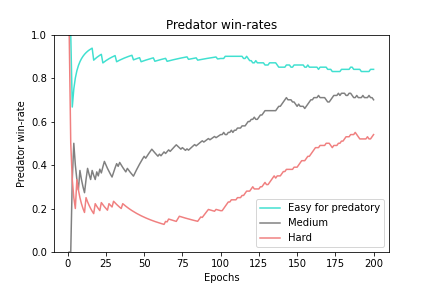 Predator win-rates
Predator win-rate
1.0
0.8
0.6
0.4
0.2
0.0
0 25 50 75 100 125 150 175 200
Epochs
Easy for predatory
Medium
Hard